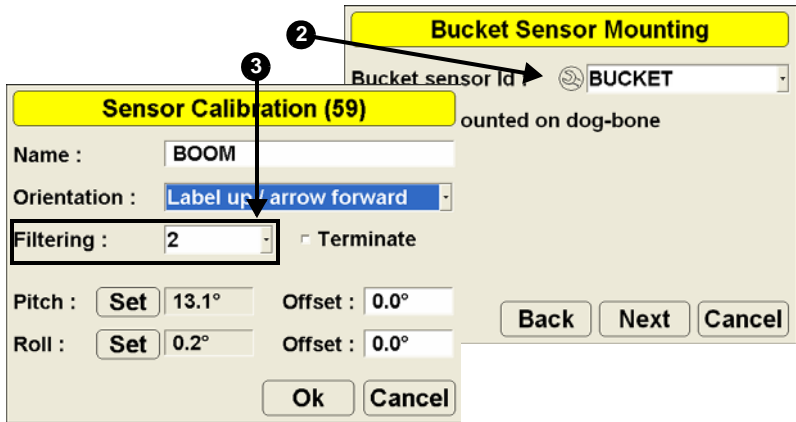 2
Bucket Sensor Mounting
Bucket sensor Id : BUCKET
ounted on dog-bone
Back Next Cancel
3
Sensor Calibration (59)
Name : BOOM
Orientation : Label up / arrow forward
Filtering : 2 Terminate
Pitch : Set 13.1° Offset : 0.0°
Roll : Set 0.2° Offset : 0.0°
Ok Cancel